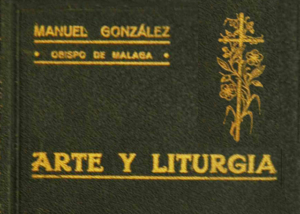 MANUEL GONZÁLEZ
OBISPO DE MALAGA
ARTE Y LITURGIA